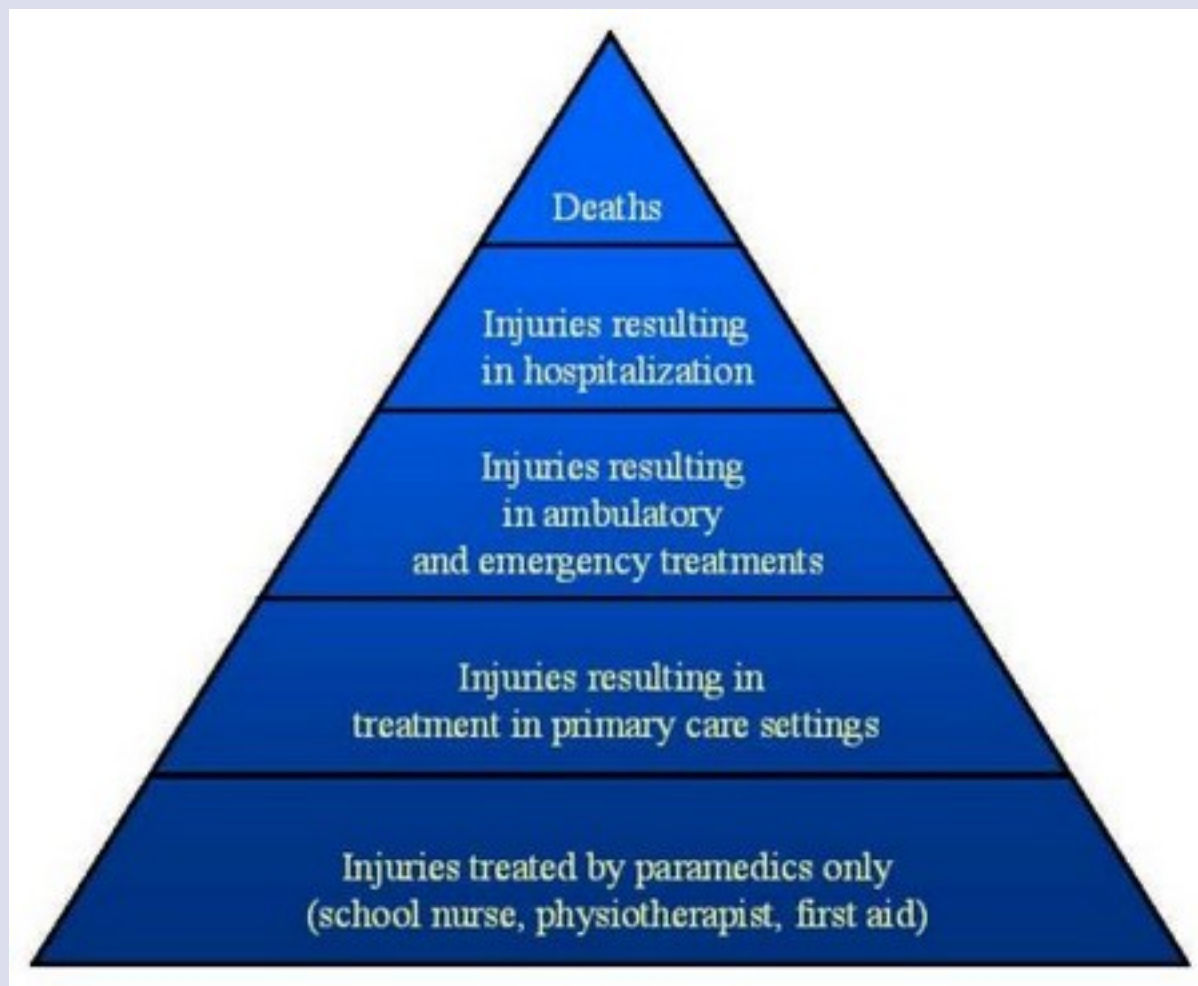 Deaths
Injuries resulting
in hospitalization
Injuries resulting
in ambulatory
and emergency treatments
Injuries resulting in
treatment in primary care settings
Injuries treated by paramedics only
(school nurse, physiotherapist, first aid)